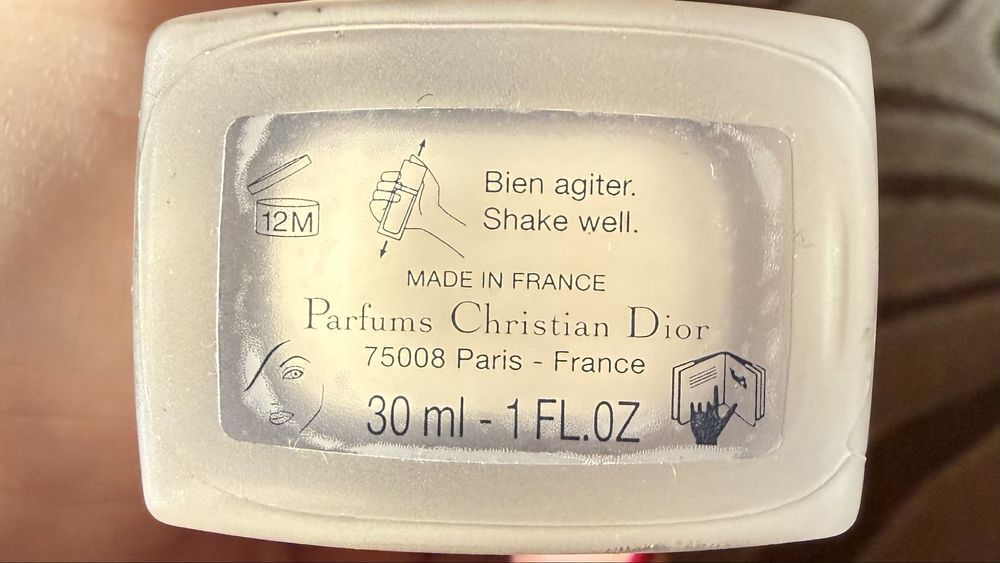 12M
Bien agiter.
Shake well.
MADE IN FRANCE
Parfums Christian Dior
75008 Paris - France
30 ml - 1 FL.OZ